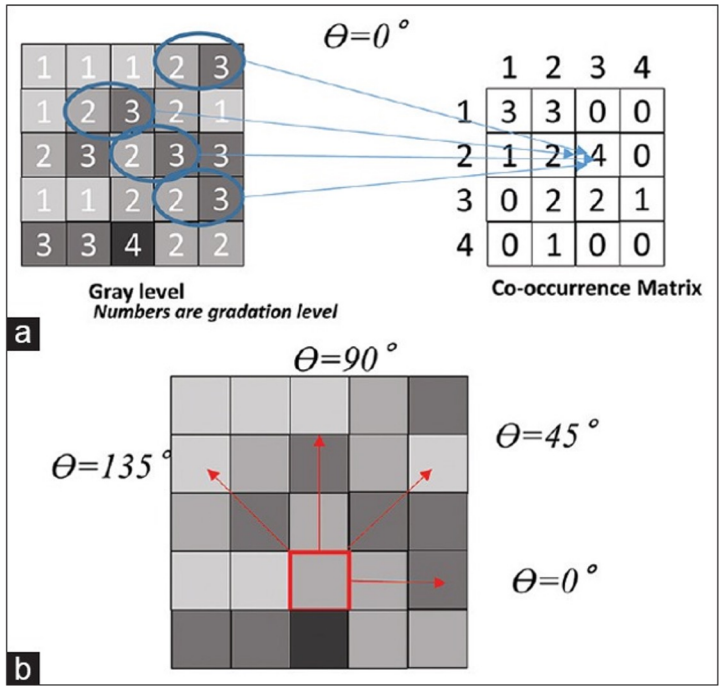 Θ=0°
1 1 1 2 3
1 2 3 2 1
2 3 2 3 3
1 1 2 2 3
3 3 4 2 2
Gray level
Numbers are gradation level
1 2 3 4
1 3 3 0 0
2 1 2 4 0
3 0 2 2 1
4 0 1 0 0
Co-occurrence Matrix
a
Θ=90°
Θ=45°
Θ=135°
Θ=0°
b